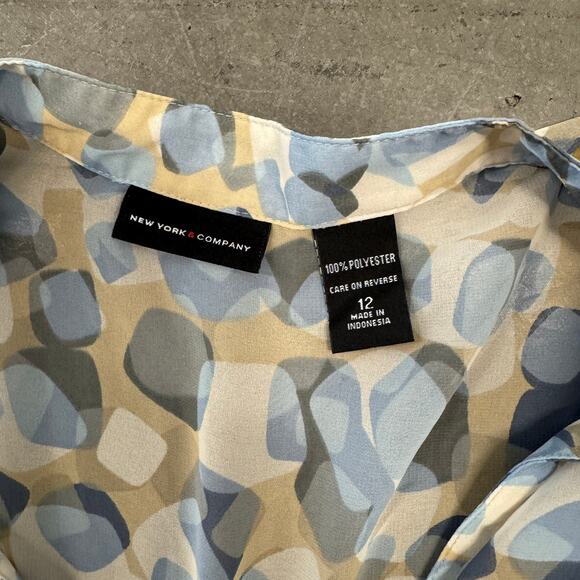 NEW YORK & COMPANY
100% POLYESTER
CARE ON REVERSE
12
MADE IN
INDONESIA